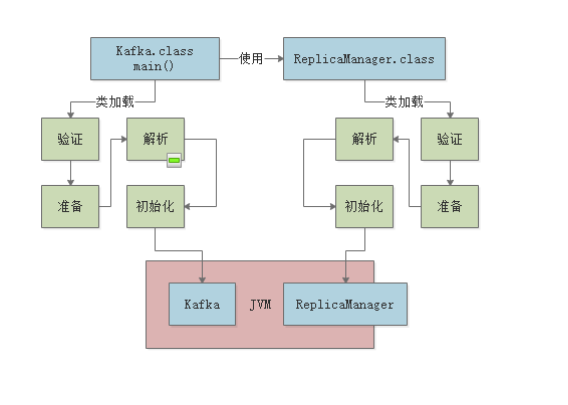 Kafka.class
main()
使用
ReplicaManager.class
类加载
类加载
验证
解析
解析
验证
准备
初始化
初始化
准备
Kafka
JVM
ReplicaManager